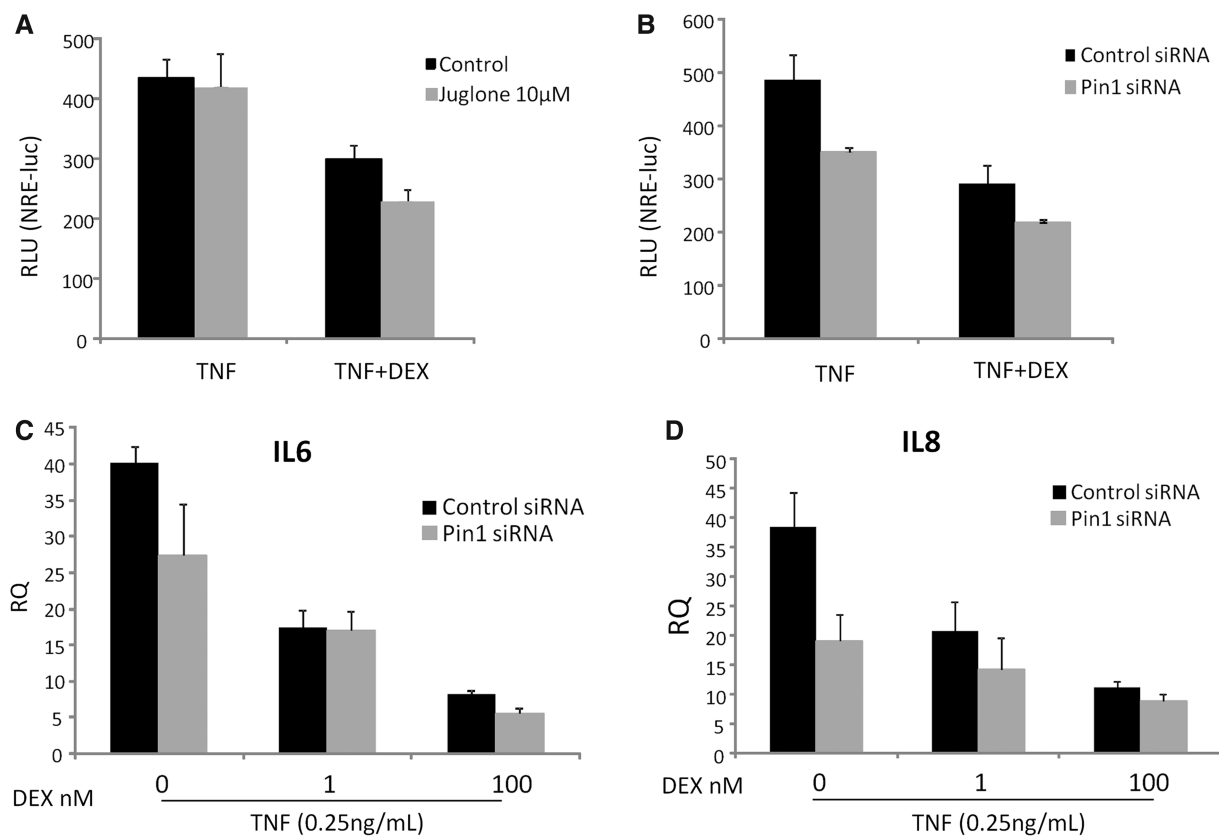 A
RLU (NRE-luc)
500
400
300
200
100
0
Control
Juglone 10µM
TNF
TNF+DEX
B
RLU (NRE-luc)
600
500
400
300
200
100
0
Control siRNA
Pin1 siRNA
TNF
TNF+DEX
C
IL6
RQ
45
40
35
30
25
20
15
10
5
0
Control siRNA
Pin1 siRNA
DEX nM
0
1
100
TNF (0.25ng/mL)
D
IL8
RQ
50
45
40
35
30
25
20
15
10
5
0
Control siRNA
Pin1 siRNA
DEX nM
0
1
100
TNF (0.25ng/mL)